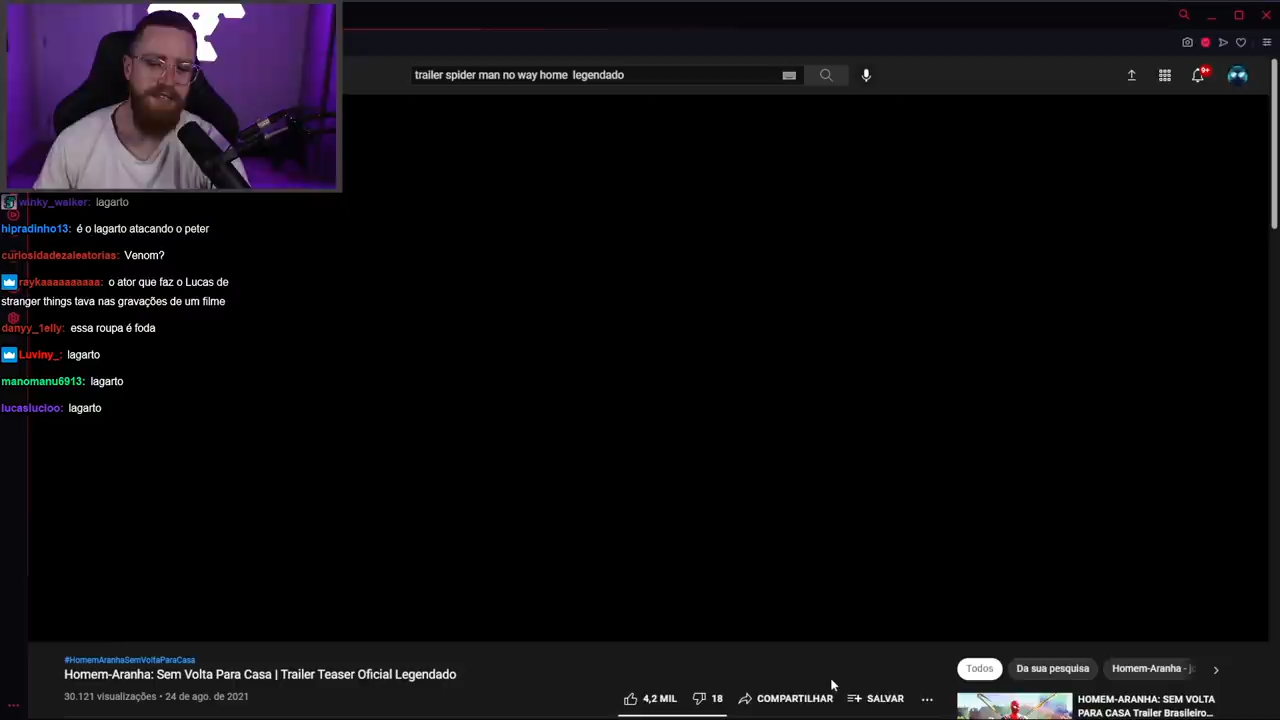 trailer spider man no way home legendado
9+
winky_walker: lagarto
hipradinho13: é o lagarto atacando o peter
curiosidadezaleatorias: Venom?
raykaaaaaaaaaa: o ator que faz o Lucas de
stranger things tava nas gravações de um filme
danyy_1elly: essa roupa é foda
Luviny_: lagarto
manomanu6913: lagarto
lucaslucioo: lagarto
#HomemAranhaSemVoltaParaCasa
Homem-Aranha: Sem Volta Para Casa | Trailer Teaser Oficial Legendado
30.121 visualizações • 24 de ago. de 2021
4,2 MIL 18 COMPARTILHAR SALVAR
Todos Da sua pesquisa Homem-Aranha -
HOMEM-ARANHA: SEM VOLTA
PARA CASA Trailer Brasileiro...